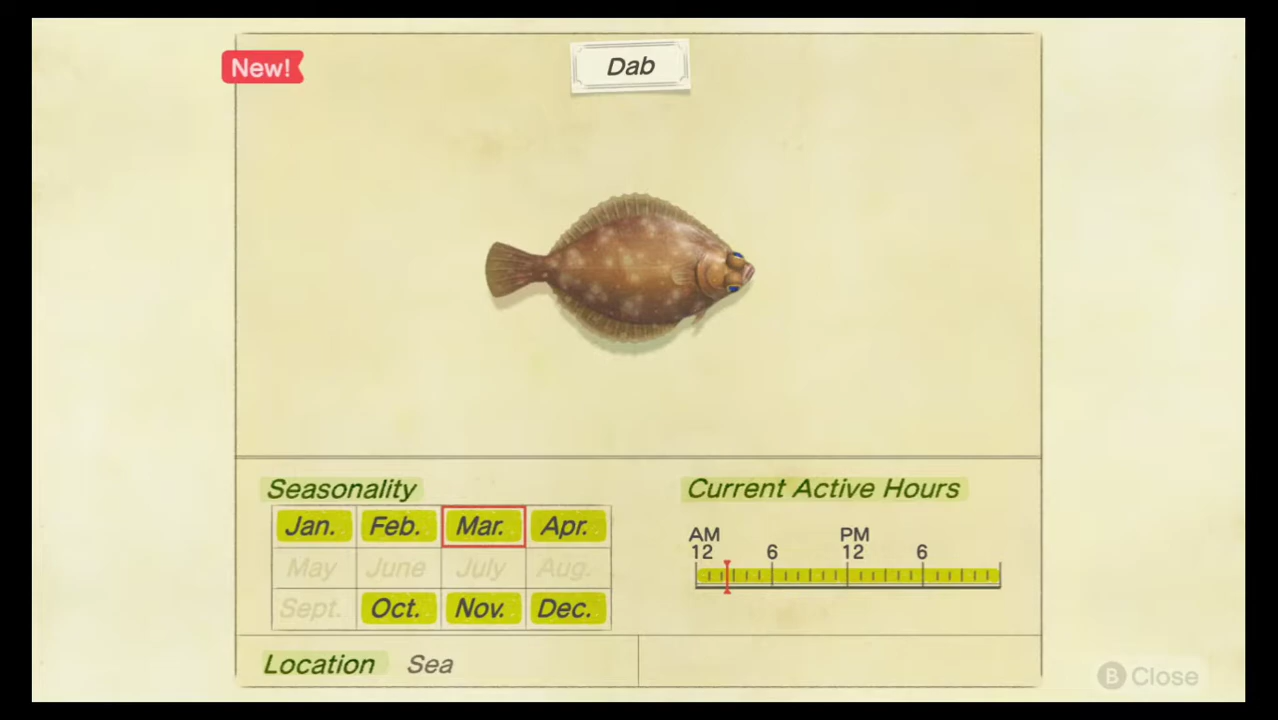 New!
Dab
Seasonality
Jan. Feb. Mar. Apr.
May June July Aug.
Sept. Oct. Nov. Dec.
Current Active Hours
AM PM
12 6 12 6
Location Sea
B Close